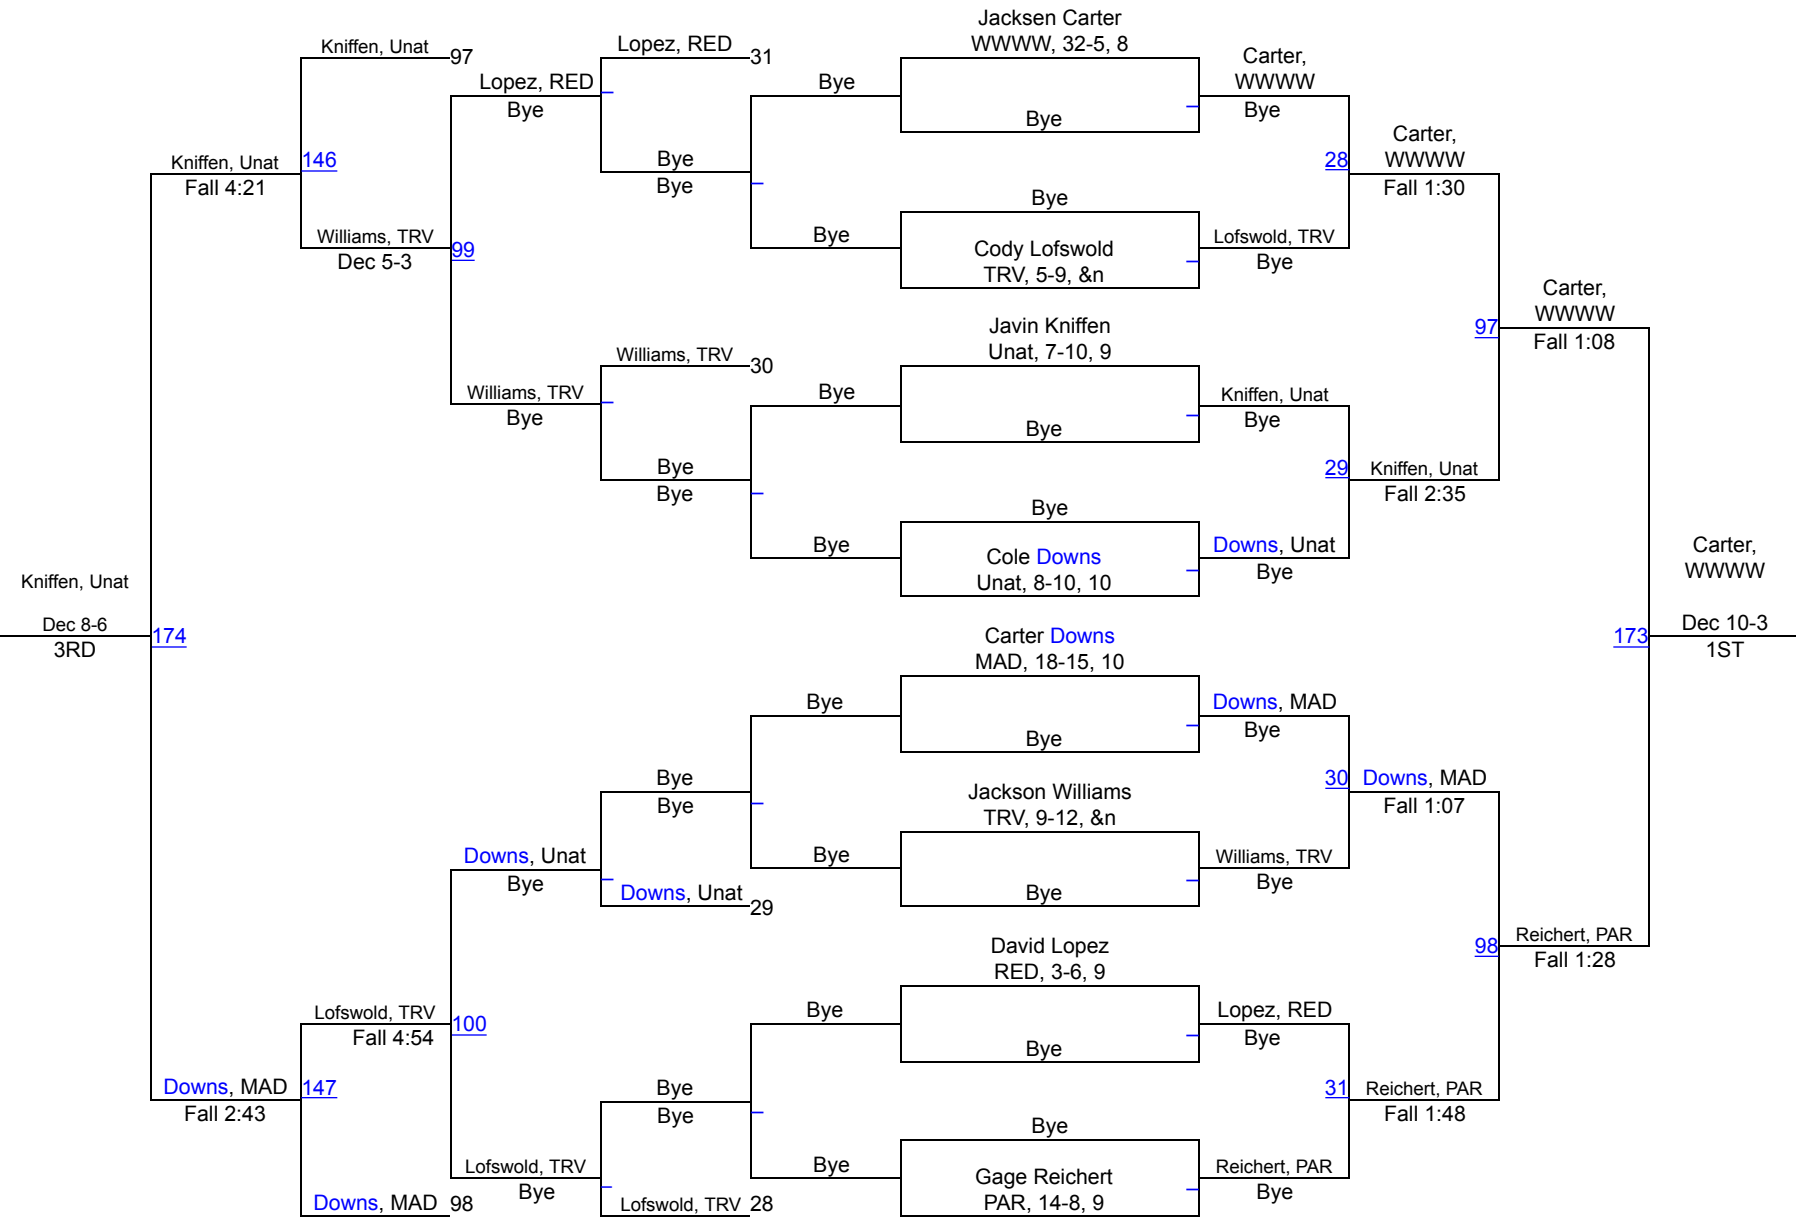 Jacksen Carter
WWWW, 32-5, 8
Kniffen, Unat
97
Lopez, RED
31
Carter,
WWWW
Lopez, RED
Bye
Bye
Bye
Bye
Bye
Carter,
WWWW
Kniffen, Unat
146
Bye
28
Fall 4:21
Bye
Fall 1:30
Bye
Williams, TRV
99
Bye
Cody Lofswold
TRV, 5-9, &n
Lofswold, TRV
Dec 5-3
Bye
Carter,
WWWW
Javin Kniffen
Unat, 7-10, 9
97
Fall 1:08
Williams, TRV
30
Williams, TRV
Bye
Kniffen, Unat
Bye
Bye
Bye
Bye
29
Kniffen, Unat
Bye
Fall 2:35
Bye
Bye
Cole Downs
Unat, 8-10, 10
Downs, Unat
Bye
Carter,
WWWW
Kniffen, Unat
Dec 8-6
174
3RD
Carter Downs
MAD, 18-15, 10
173
Dec 10-3
1ST
Bye
Downs, MAD
Bye
Bye
Bye
30
Downs, MAD
Bye
Jackson Williams
TRV, 9-12, &n
Fall 1:07
Downs, Unat
Bye
Williams, TRV
Bye
Bye
Downs, Unat
29
Bye
David Lopez
RED, 3-6, 9
98
Reichert, PAR
Fall 1:28
Lofswold, TRV
100
Bye
Lopez, RED
Fall 4:54
Bye
Bye
Downs, MAD
147
Bye
31
Reichert, PAR
Fall 2:43
Bye
Fall 1:48
Bye
Lofswold, TRV
Bye
Gage Reichert
PAR, 14-8, 9
Reichert, PAR
Bye
Bye
Downs, MAD
98
Lofswold, TRV
28